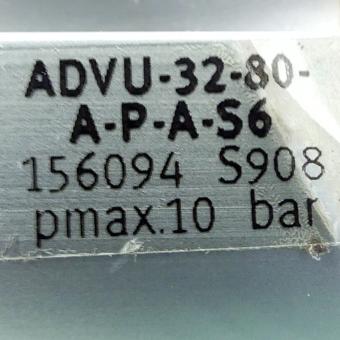 ADVU-32-80-
A-P-A-S6
156094 S908
pmax.10 bar